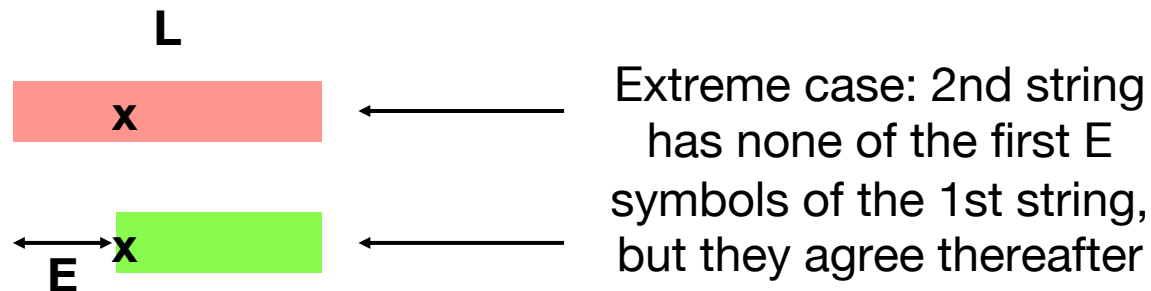 L
x
Extreme case: 2nd string
has none of the first E
symbols of the 1st string,
but they agree thereafter
x
E